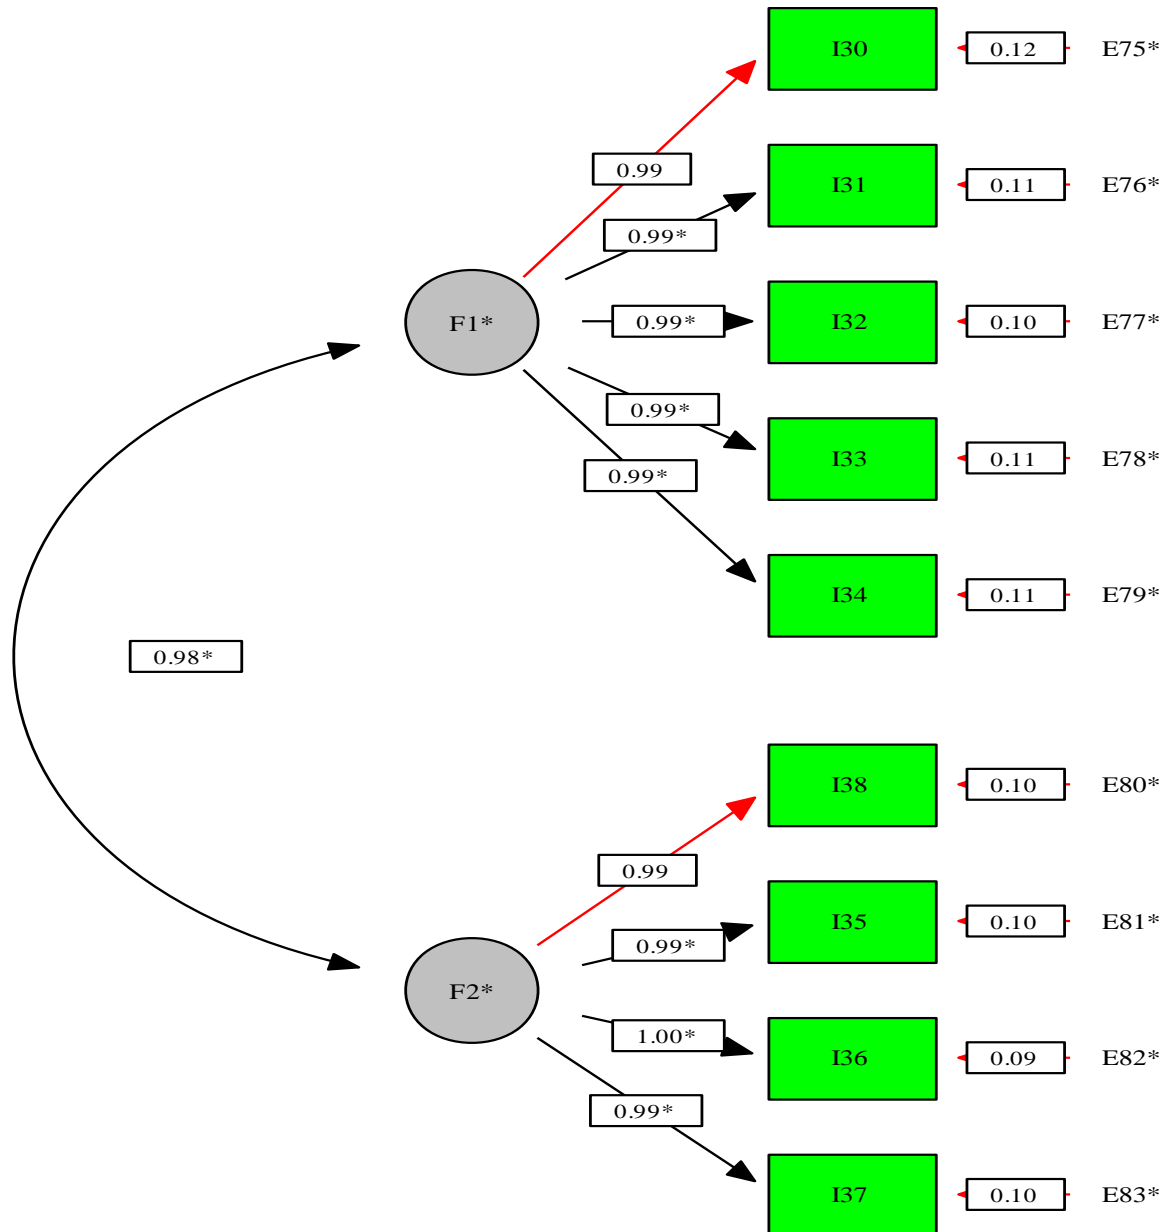 I30 0.12 E75*
0.99
I31 0.11 E76*
0.99*
F1* 0.99* I32 0.10 E77*
0.99*
I33 0.11 E78*
0.99*
I34 0.11 E79*
0.98*
I38 0.10 E80*
0.99
I35 0.10 E81*
0.99*
F2*
1.00* I36 0.09 E82*
0.99*
I37 0.10 E83*